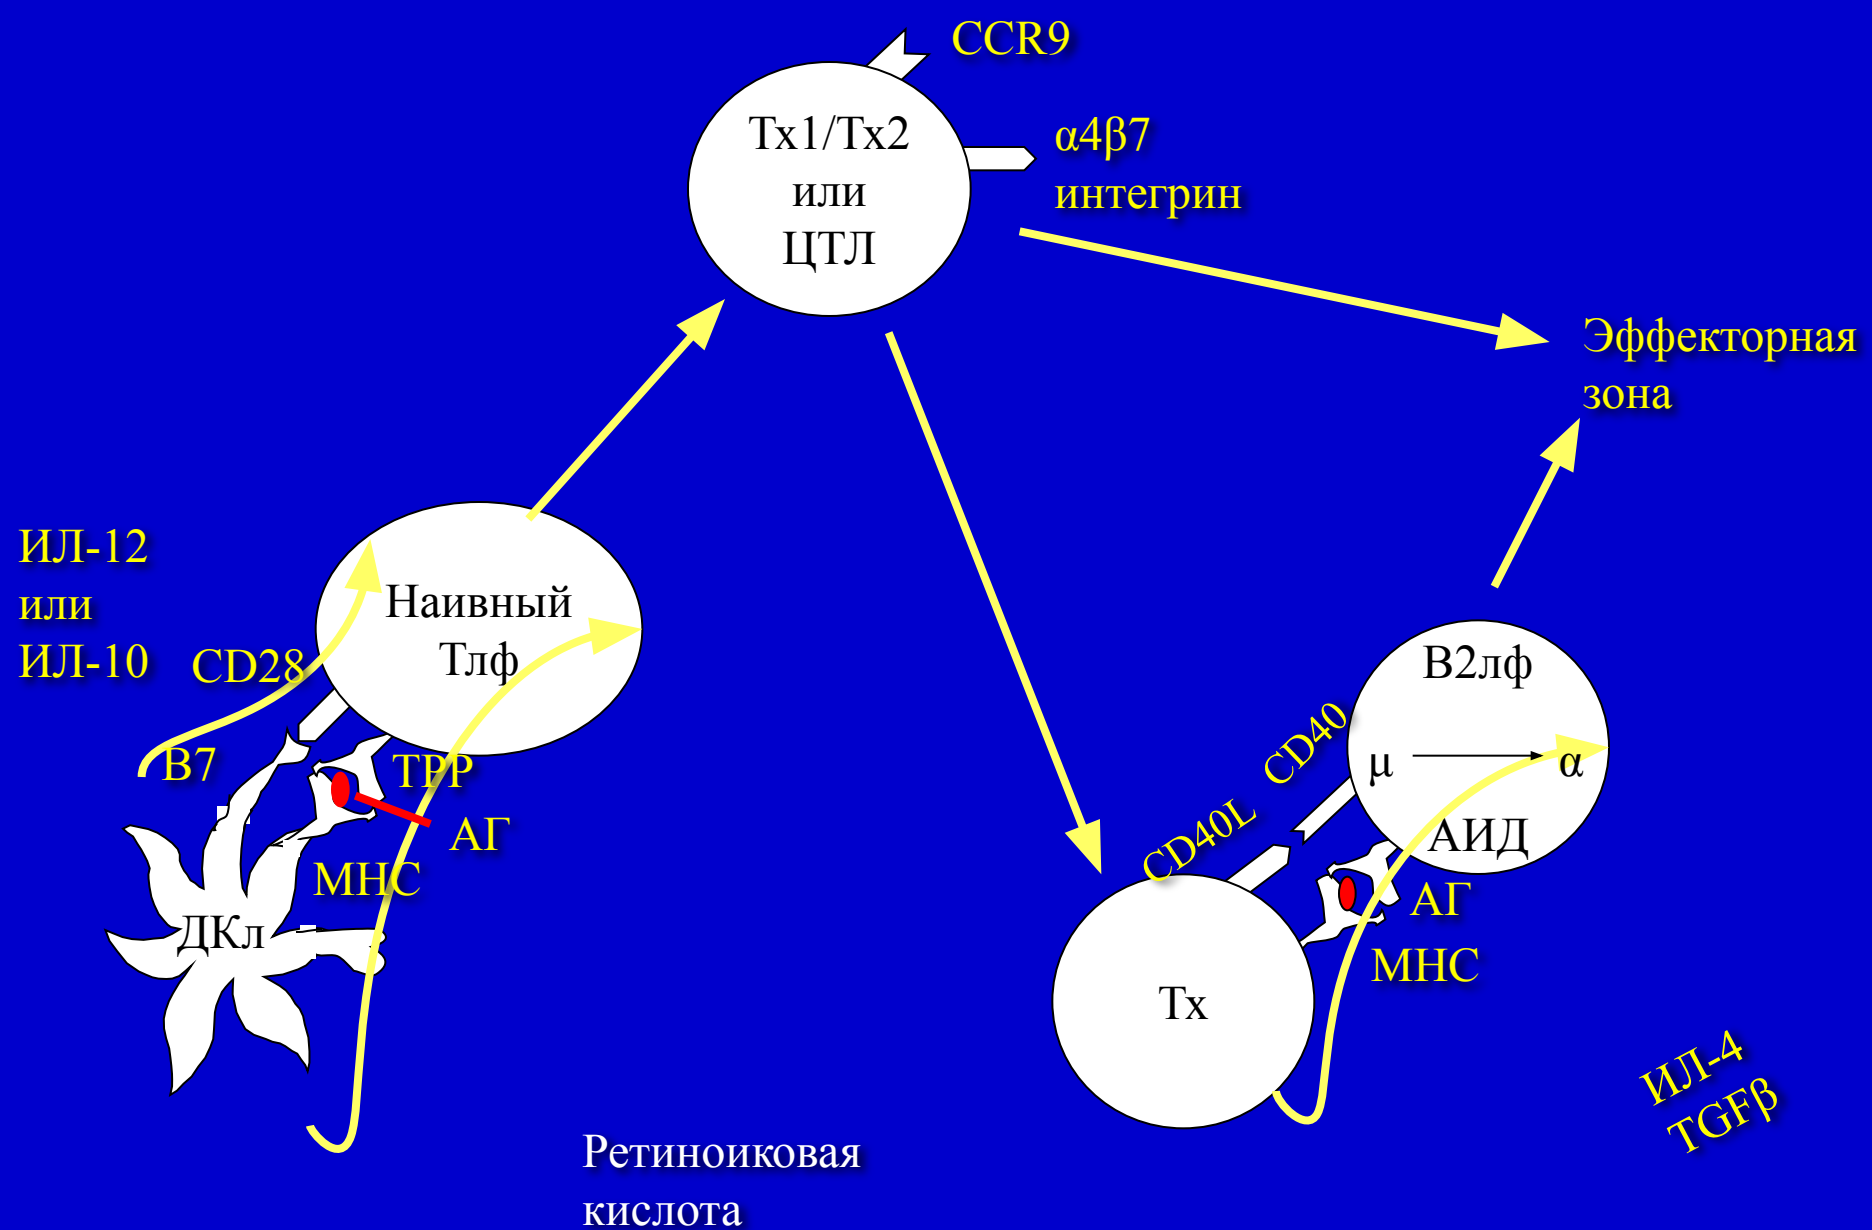 CCR9
Тх1/Тх2
или
ЦТЛ
α4β7
интегрин
Эффекторная
зона
ИЛ-12
или
ИЛ-10
CD28
Наивный
Тлф
В7
ТРР
АГ
МНС
ДКл
Ретиноиковая
кислота
В2лф
μ α
АИД
CD40
CD40L
АГ
МНС
Тх
ИЛ-4
TGFβ